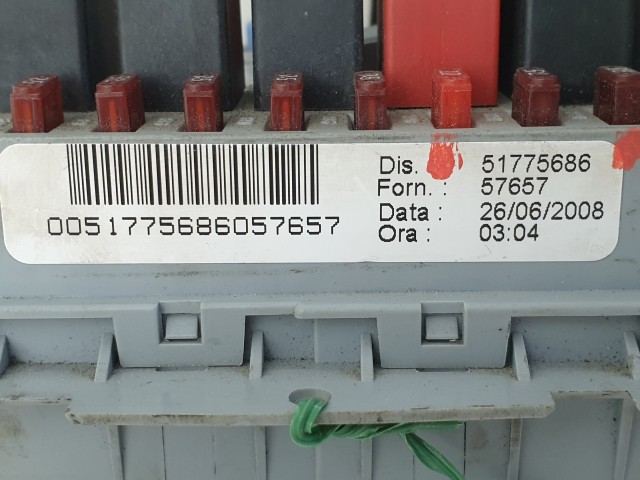 Dis. 51775686
Forn. : 57657
Data : 26/06/2008
Ora : 03:04
0051775686057657